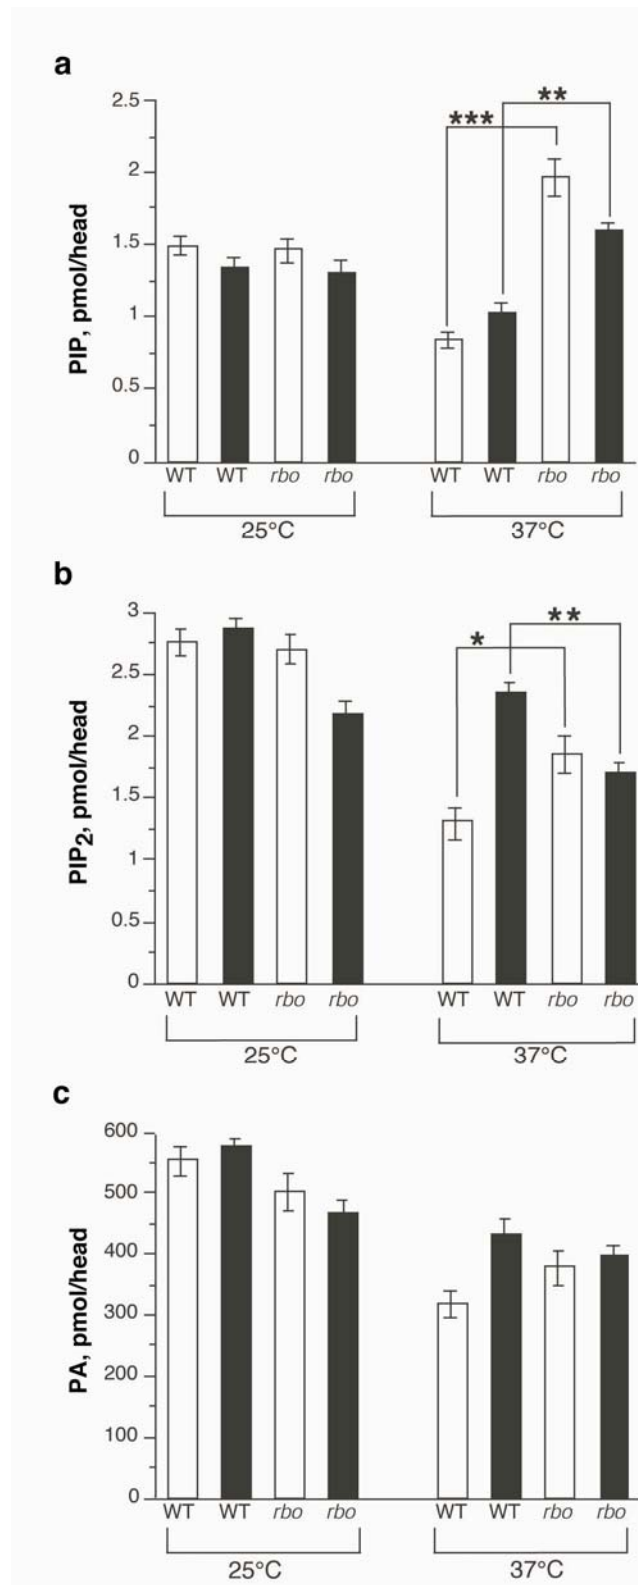 a
2.5
2
1.5
1
0.5
0
PIP, pmol/head
*** **
WT WT rbo rbo WT WT rbo rbo
25°C 37°C
b
3
2.5
2
1.5
1
0.5
0
PIP2, pmol/head
* **
WT WT rbo rbo WT WT rbo rbo
25°C 37°C
c
600
500
400
300
200
100
0
PA, pmol/head
WT WT rbo rbo WT WT rbo rbo
25°C 37°C